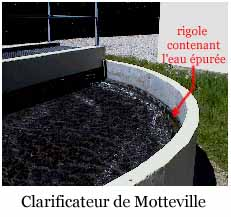 rigole
contenant
l'eau épurée
Clarificateur de Motteville